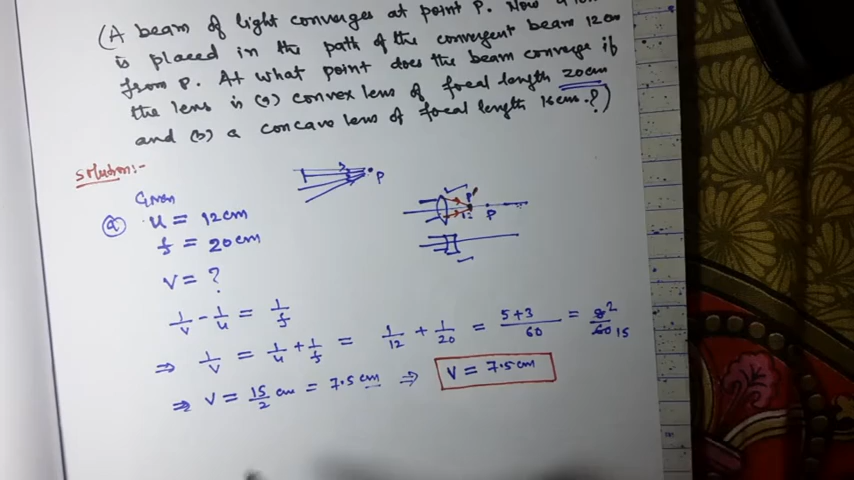 (A beam of light converges at point P. Now a
is placed in the path of the convergent beam 12cm
from P. At what point does the beam converge if
the lens is (a) convex lens of focal length 20cm
and (b) a concave lens of focal length 16cm.?)
Solution:-
P
Given
(a) u = 12cm
f = 20cm
v = ?
P' P
1/v - 1/u = 1/f
⇒ 1/v = 1/u + 1/f = 1/12 + 1/20 = 5+3/60 = 8 2/60 15
⇒ v = 15/2 cm = 7.5 cm ⇒ v = 7.5cm